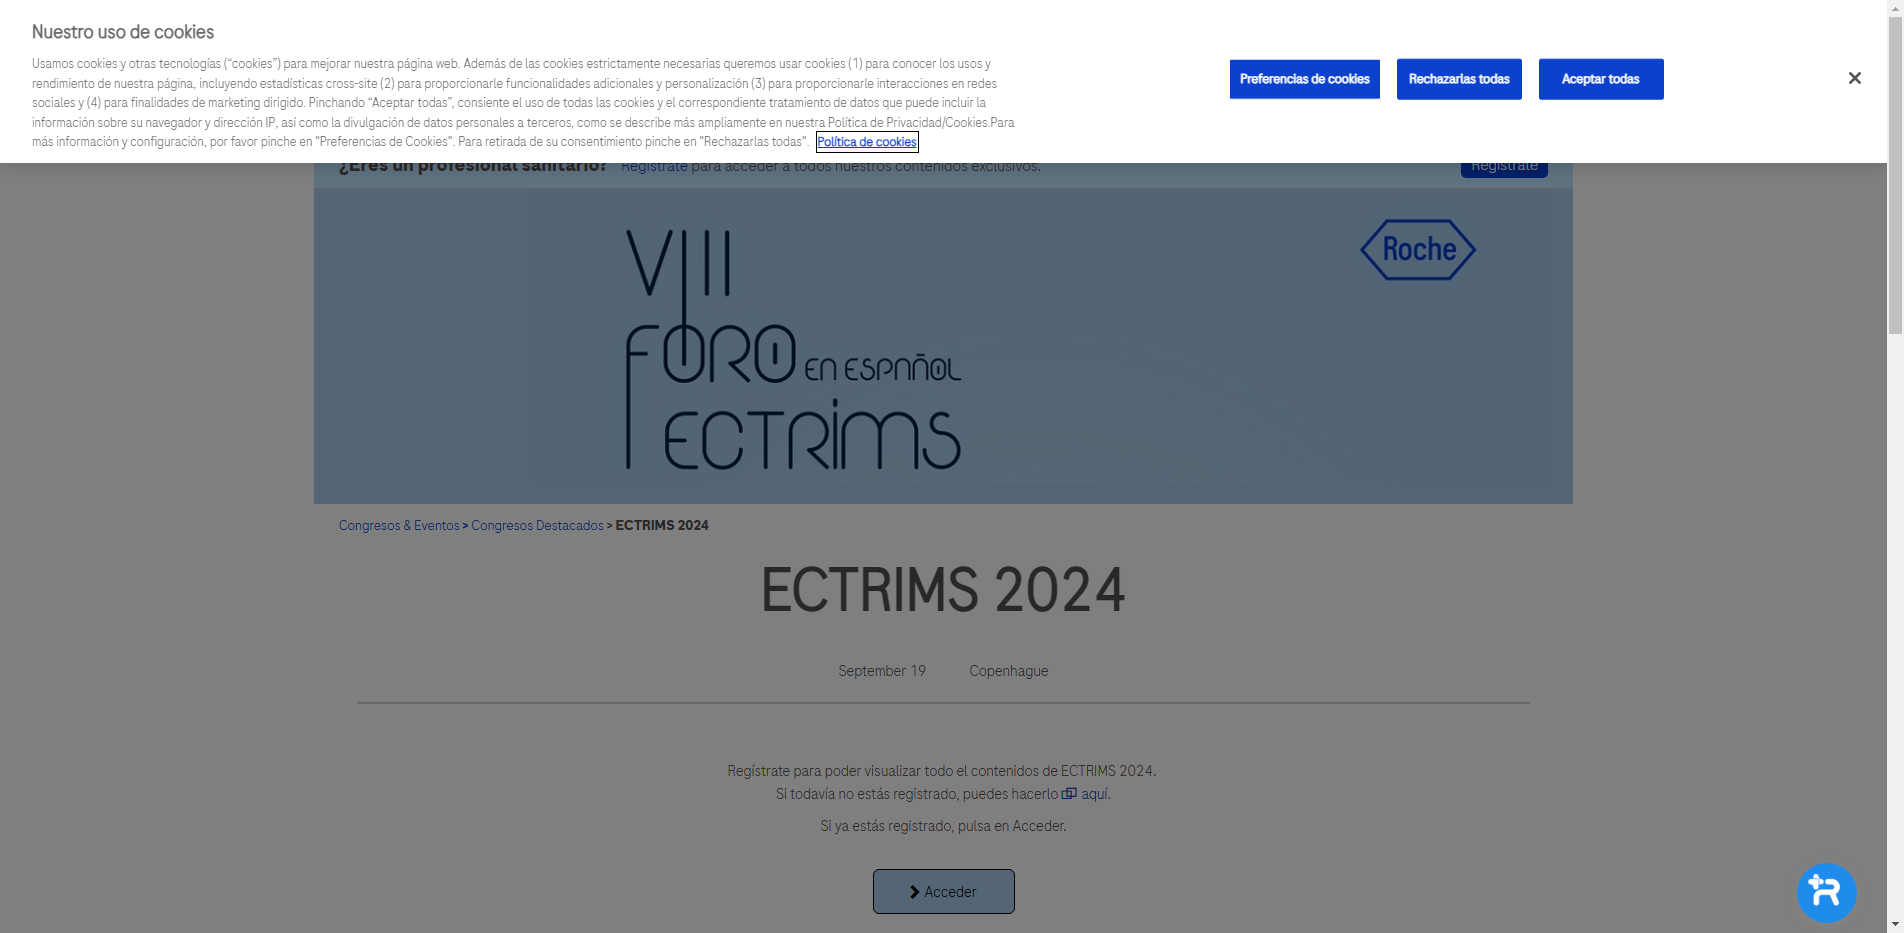 Nuestro uso de cookies
Usamos cookies y otras tecnologías (“cookies”) para mejorar nuestra página web. Además de las cookies estrictamente necesarias queremos usar cookies (1) para conocer los usos y
rendimiento de nuestra página, incluyendo estadísticas cross-site (2) para proporcionarle funcionalidades adicionales y personalización (3) para proporcionarle interacciones en redes
sociales y (4) para finalidades de marketing dirigido. Pinchando “Aceptar todas”, consiente el uso de todas las cookies y el correspondiente tratamiento de datos que puede incluir la
información sobre su navegador y dirección IP, así como la divulgación de datos personales a terceros, como se describe más ampliamente en nuestra Política de Privacidad/Cookies.Para
más información y configuración, por favor pinche en "Preferencias de Cookies". Para retirada de su consentimiento pinche en "Rechazarlas todas". Política de cookies
Preferencias de cookies
Rechazarlas todas
Aceptar todas
¿Eres un profesional sanitario? Regístrate para acceder a todos nuestros contenidos exclusivos.
Regístrate
VIII
FORO EN ESPAÑOL
ECTRIMS
Roche
Congresos & Eventos > Congresos Destacados > ECTRIMS 2024
ECTRIMS 2024
September 19 Copenhague
Regístrate para poder visualizar todo el contenidos de ECTRIMS 2024.
Si todavía no estás registrado, puedes hacerlo aquí.
Si ya estás registrado, pulsa en Acceder.
Acceder